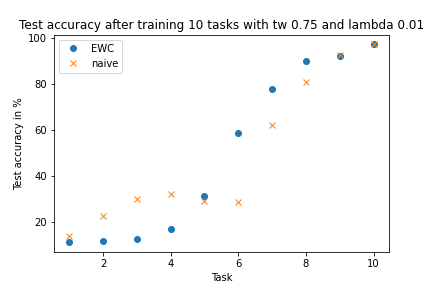 Test accuracy after training 10 tasks with tw 0.75 and lambda 0.01
EWC
naive
Test accuracy in %
100
80
60
40
20
2
4
6
8
10
Task